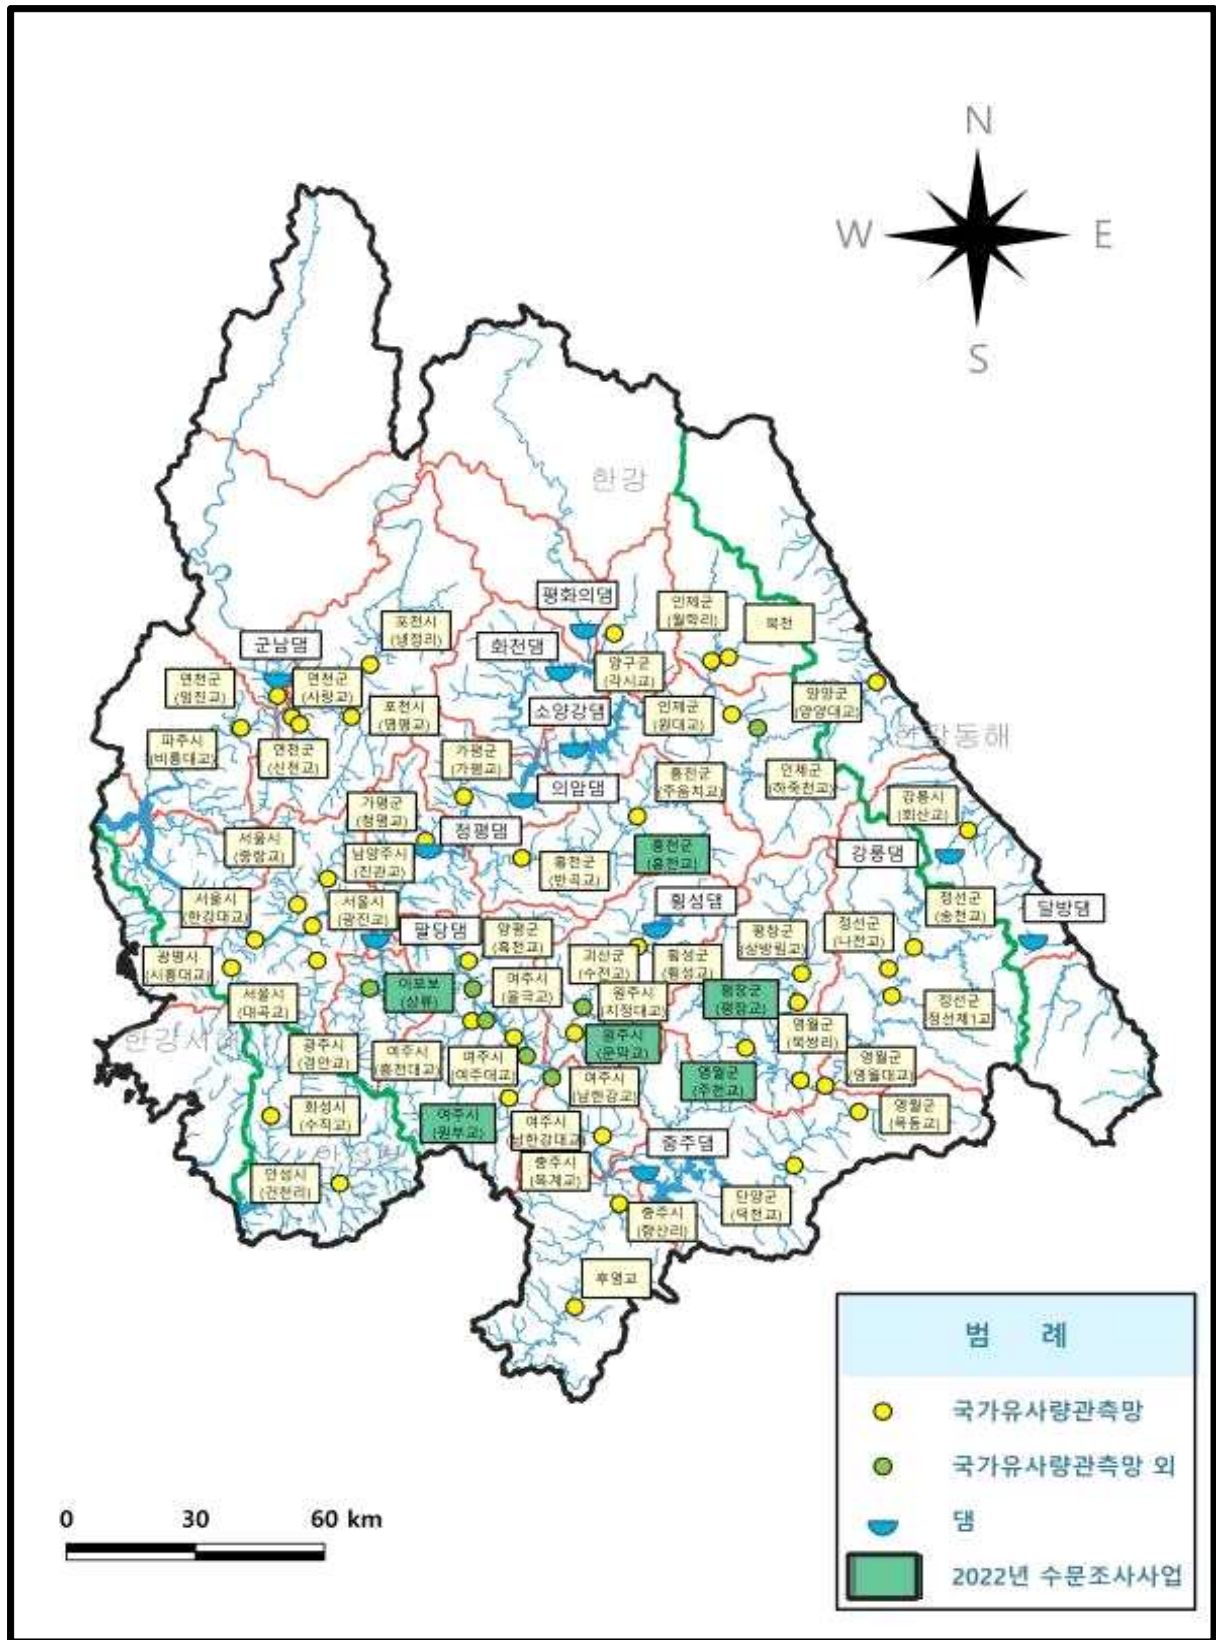 N
W
E
S
한강
평화의댐
인제군
(월학리)
북천
포천시
(냉정리)
군남댐
화천댐
연천군
(임진교)
연천군
(사랑교)
양구군
(각시교)
양양군
(양양대교)
포천시
(영평교)
소양강댐
인제군
(원대교)
한강동해
파주시
(비룡대교)
연천군
(신천교)
가평군
(가평교)
홍천군
(주음치교)
인제군
(하죽천교)
의암댐
가평군
(청평교)
강릉시
(회산교)
청평댐
서울시
(중랑교)
남양주시
(진관교)
홍천군
(반곡교)
홍천군
(홍천교)
강릉댐
서울시
(한강대교)
서울시
(광진교)
횡성댐
정선군
(송천교)
달방댐
팔당댐
양평군
(흑천교)
평창군
(상방림교)
정선군
(나전교)
광명시
(시흥대교)
괴산군
(수전교)
횡성군
(횡성교)
이포보
(상류)
여주시
(율극교)
평창군
(평창교)
서울시
(대곡교)
원주시
(지정대교)
정선군
정선제1교
한강서해
원주시
(문막교)
영월군
(북쌍리)
광주시
(경안교)
여주시
(흥천대교)
여주시
(여주대교)
영월군
(영월대교)
여주시
(남한강교)
영월군
(주천교)
화성시
(수직교)
여주시
(원부교)
여주시
남한강대교)
영월군
(옥동교)
안성천
충주댐
충주시
(목계교)
안성시
(건천리)
단양군
(덕천교)
충주시
(향산리)
후영교
범 례
국가유사량관측망
국가유사량관측망 외
댐
2022년 수문조사사업
0 30 60 km